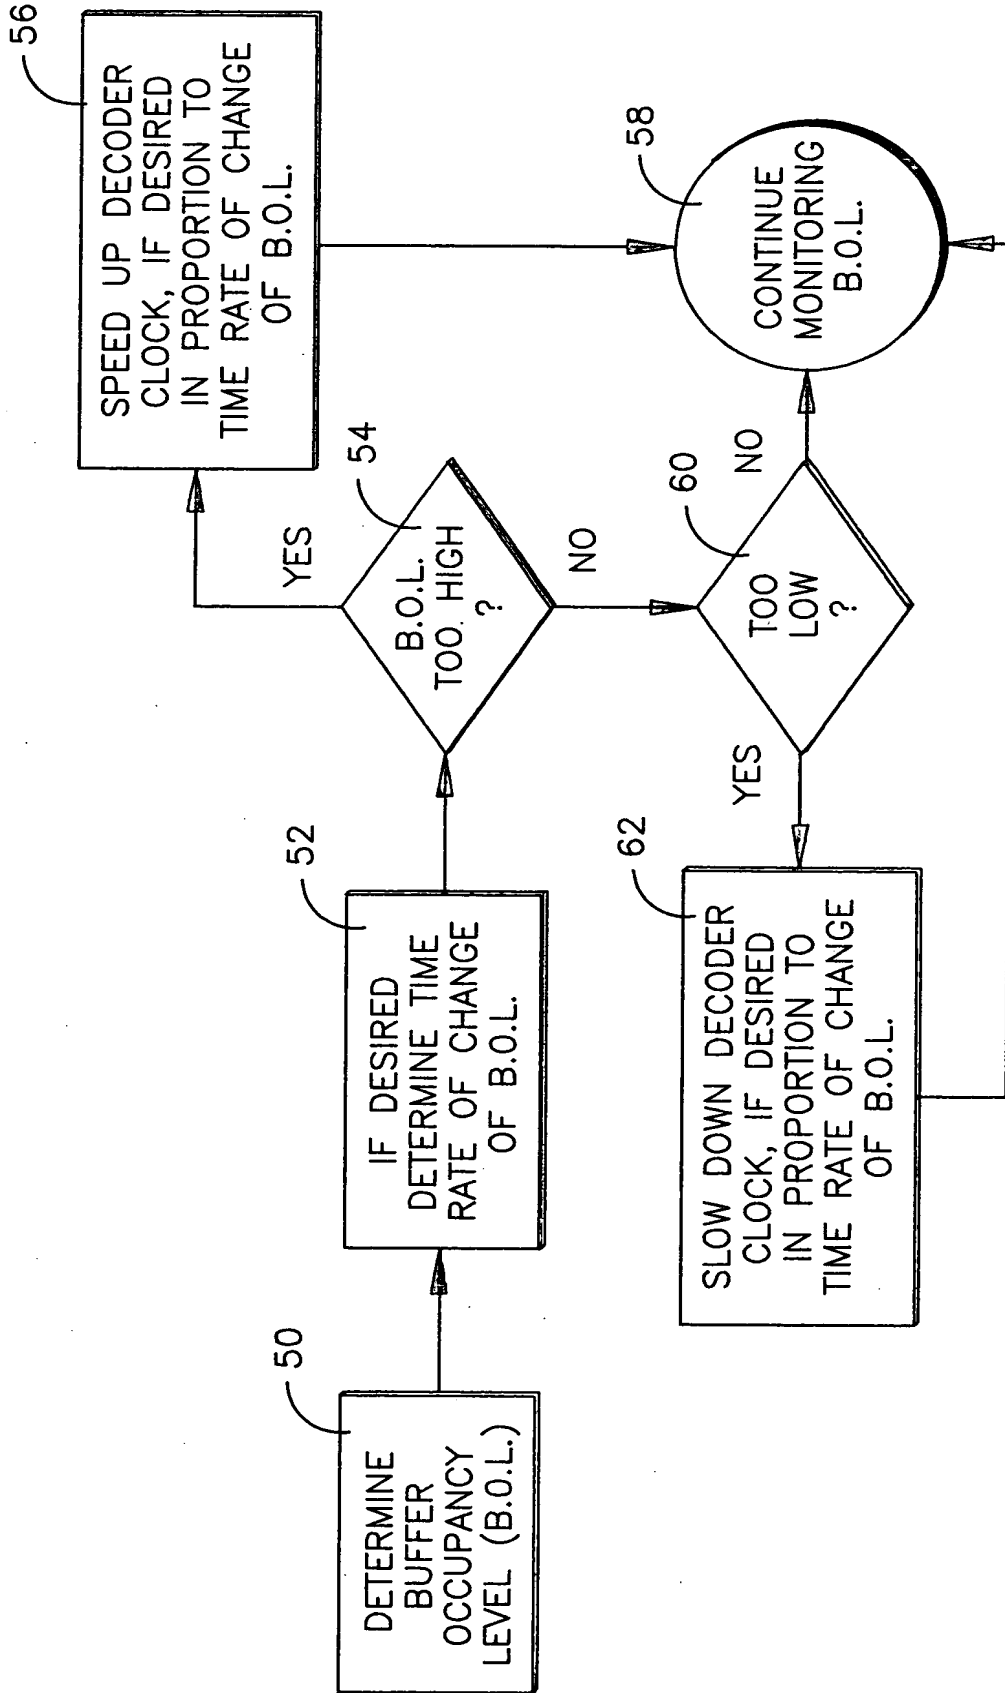 50
DETERMINE
BUFFER
OCCUPANCY
LEVEL (B.O.L.)
52
IF DESIRED
DETERMINE TIME
RATE OF CHANGE
OF B.O.L.
54
B.O.L.
TOO HIGH
?
YES
56
SPEED UP DECODER
CLOCK, IF DESIRED
IN PROPORTION TO
TIME RATE OF CHANGE
OF B.O.L.
NO
60
TOO
LOW
?
NO
58
CONTINUE
MONITORING
B.O.L.
YES
62
SLOW DOWN DECODER
CLOCK, IF DESIRED
IN PROPORTION TO
TIME RATE OF CHANGE
OF B.O.L.